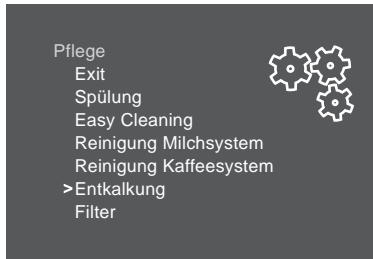 Pflege
Exit
Spülung
Easy Cleaning
Reinigung Milchsystem
Reinigung Kaffeesystem
>Entkalkung
Filter